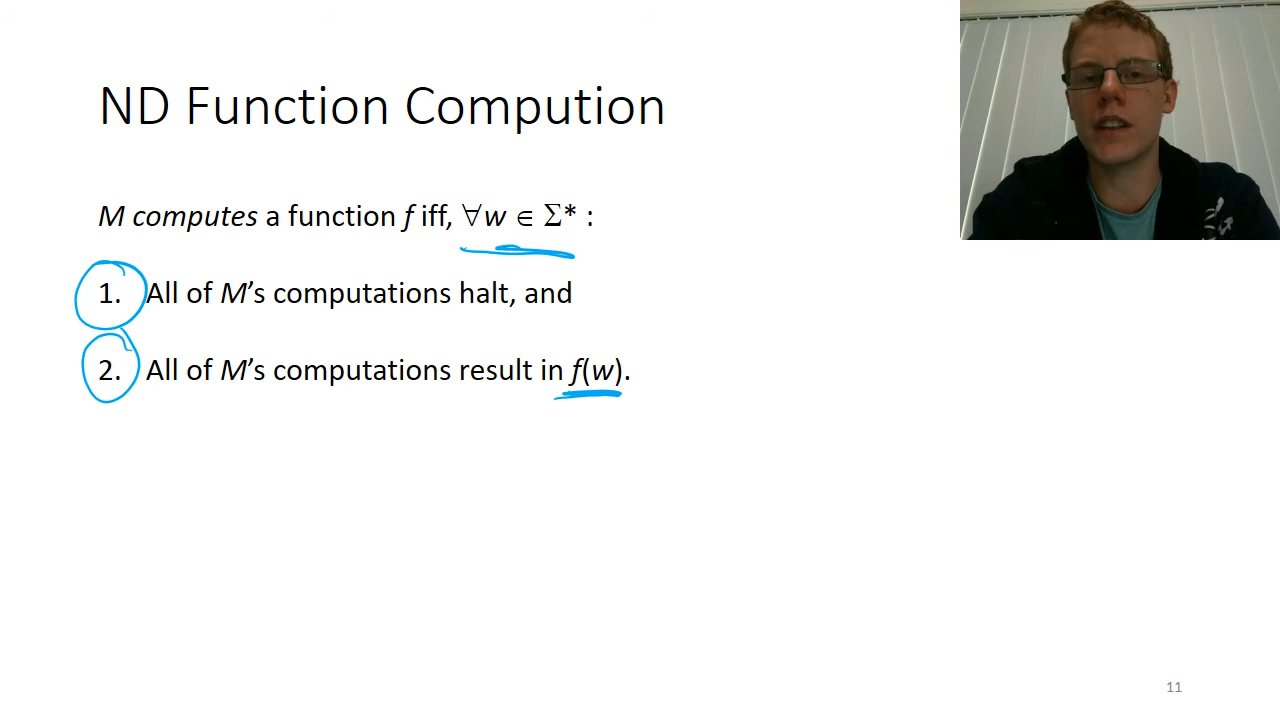 ND Function Compution
M computes a function f iff, ∀w ∈ Σ* :
1. All of M’s computations halt, and
2. All of M’s computations result in f(w).
11